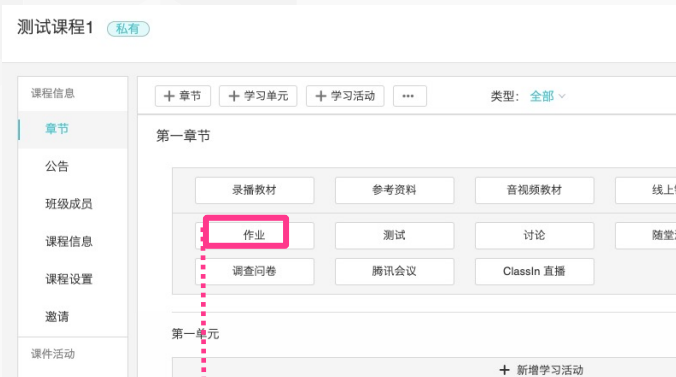 测试课程1 私有
课程信息
章节
公告
班级成员
课程信息
课程设置
邀请
课件活动
+ 章节 + 学习单元 + 学习活动 ··· 类型: 全部
第一章节
录播教材 参考资料 音视频教材 线上
作业 测试 讨论 随堂
调查问卷 腾讯会议 ClassIn 直播
第一单元
+ 新增学习活动